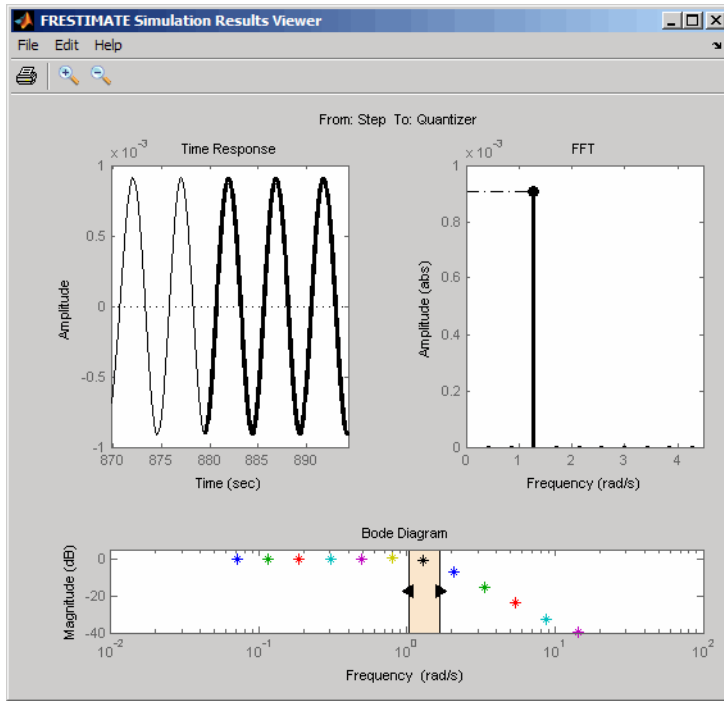 FRESTIMATE Simulation Results Viewer
File Edit Help
From: Step To: Quantizer
Time Response
x 10^-3
1
0.5
0
-0.5
-1
870 875 880 885 890
Amplitude
Time (sec)
FFT
x 10^-3
1
0.8
0.6
0.4
0.2
0
0 1 2 3 4
Amplitude (abs)
Frequency (rad/s)
Bode Diagram
0
-20
-40
10^-2 10^-1 10^0 10^1 10^2
Magnitude (dB)
Frequency (rad/s)